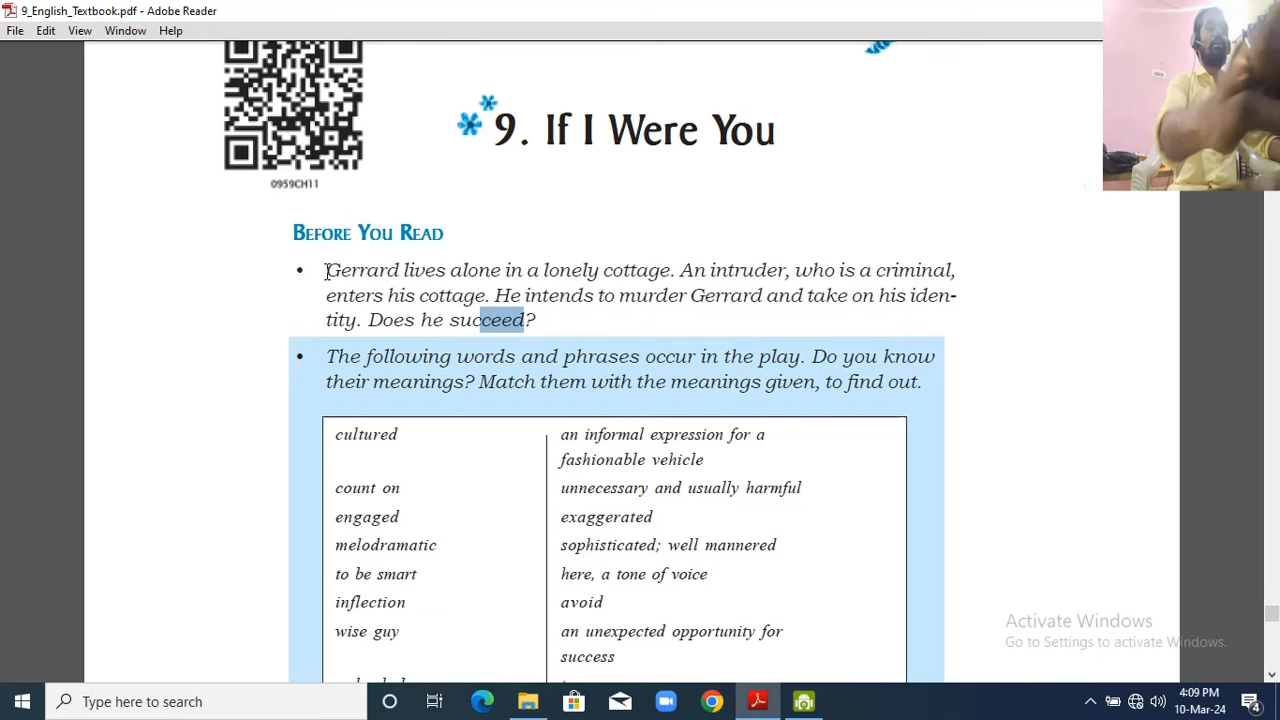 9_English_Textbook.pdf - Adobe Reader
File Edit View Window Help
0959CH11
9. If I Were You
BEFORE YOU READ
• Gerrard lives alone in a lonely cottage. An intruder, who is a criminal,
enters his cottage. He intends to murder Gerrard and take on his iden-
tity. Does he succeed?
• The following words and phrases occur in the play. Do you know
their meanings? Match them with the meanings given, to find out.
cultured an informal expression for a
fashionable vehicle
count on unnecessary and usually harmful
engaged exaggerated
melodramatic sophisticated; well mannered
to be smart here, a tone of voice
inflection avoid
wise guy an unexpected opportunity for
success
Activate Windows
Go to Settings to activate Windows.
Type here to search
4:09 PM
10-Mar-24
4